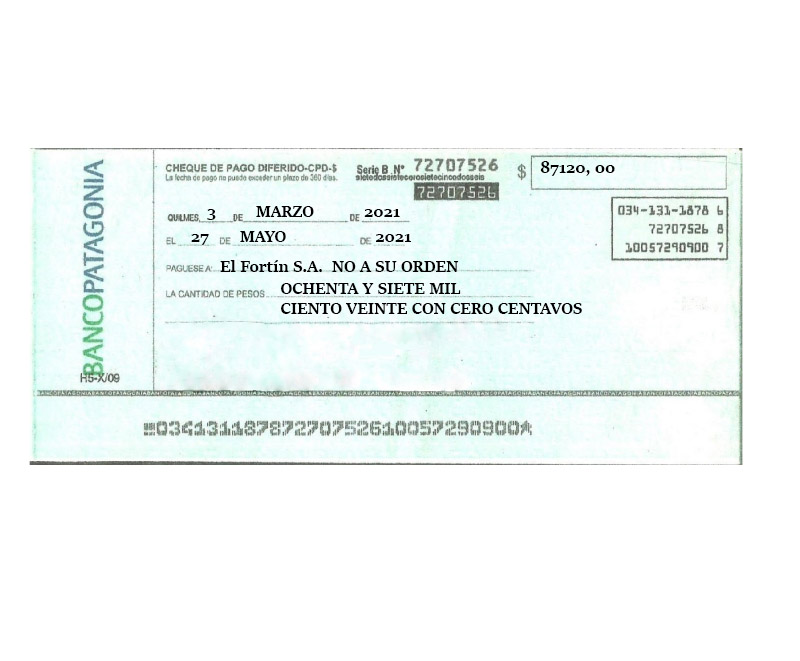 BANCOPATAGONIA
H5-X/09
CHEQUE DE PAGO DIFERIDO-CPD-$
La fecha de pago no puede exceder un plazo de 360 días.
Serie B Nº 72707526
sietedossietecerosietecincodosseis
72707526
$ 87120, 00
034-131-1878 6
72707526 8
10057290900 7
QUILMES, 3 DE MARZO DE 2021
EL 27 DE MAYO DE 2021
PAGUESE A: El Fortín S.A. NO A SU ORDEN
LA CANTIDAD DE PESOS OCHENTA Y SIETE MIL
CIENTO VEINTE CON CERO CENTAVOS
03413118787270752610057290900